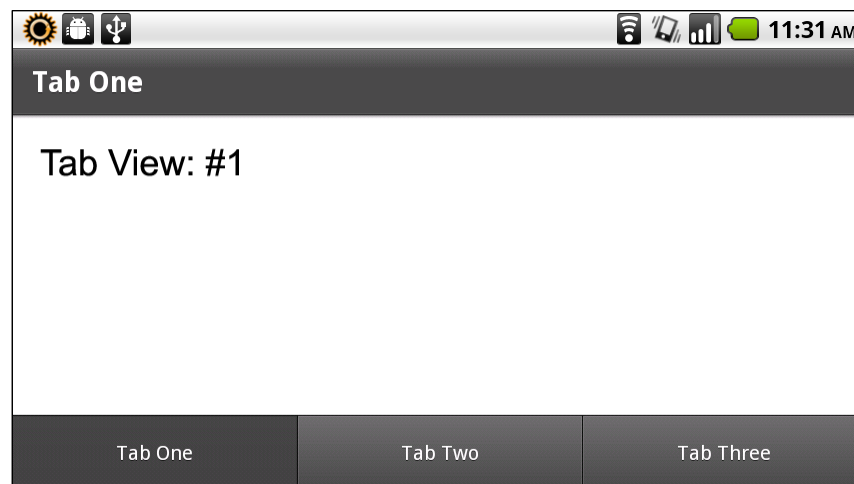 11:31 AM
Tab One
Tab View: #1
Tab One
Tab Two
Tab Three